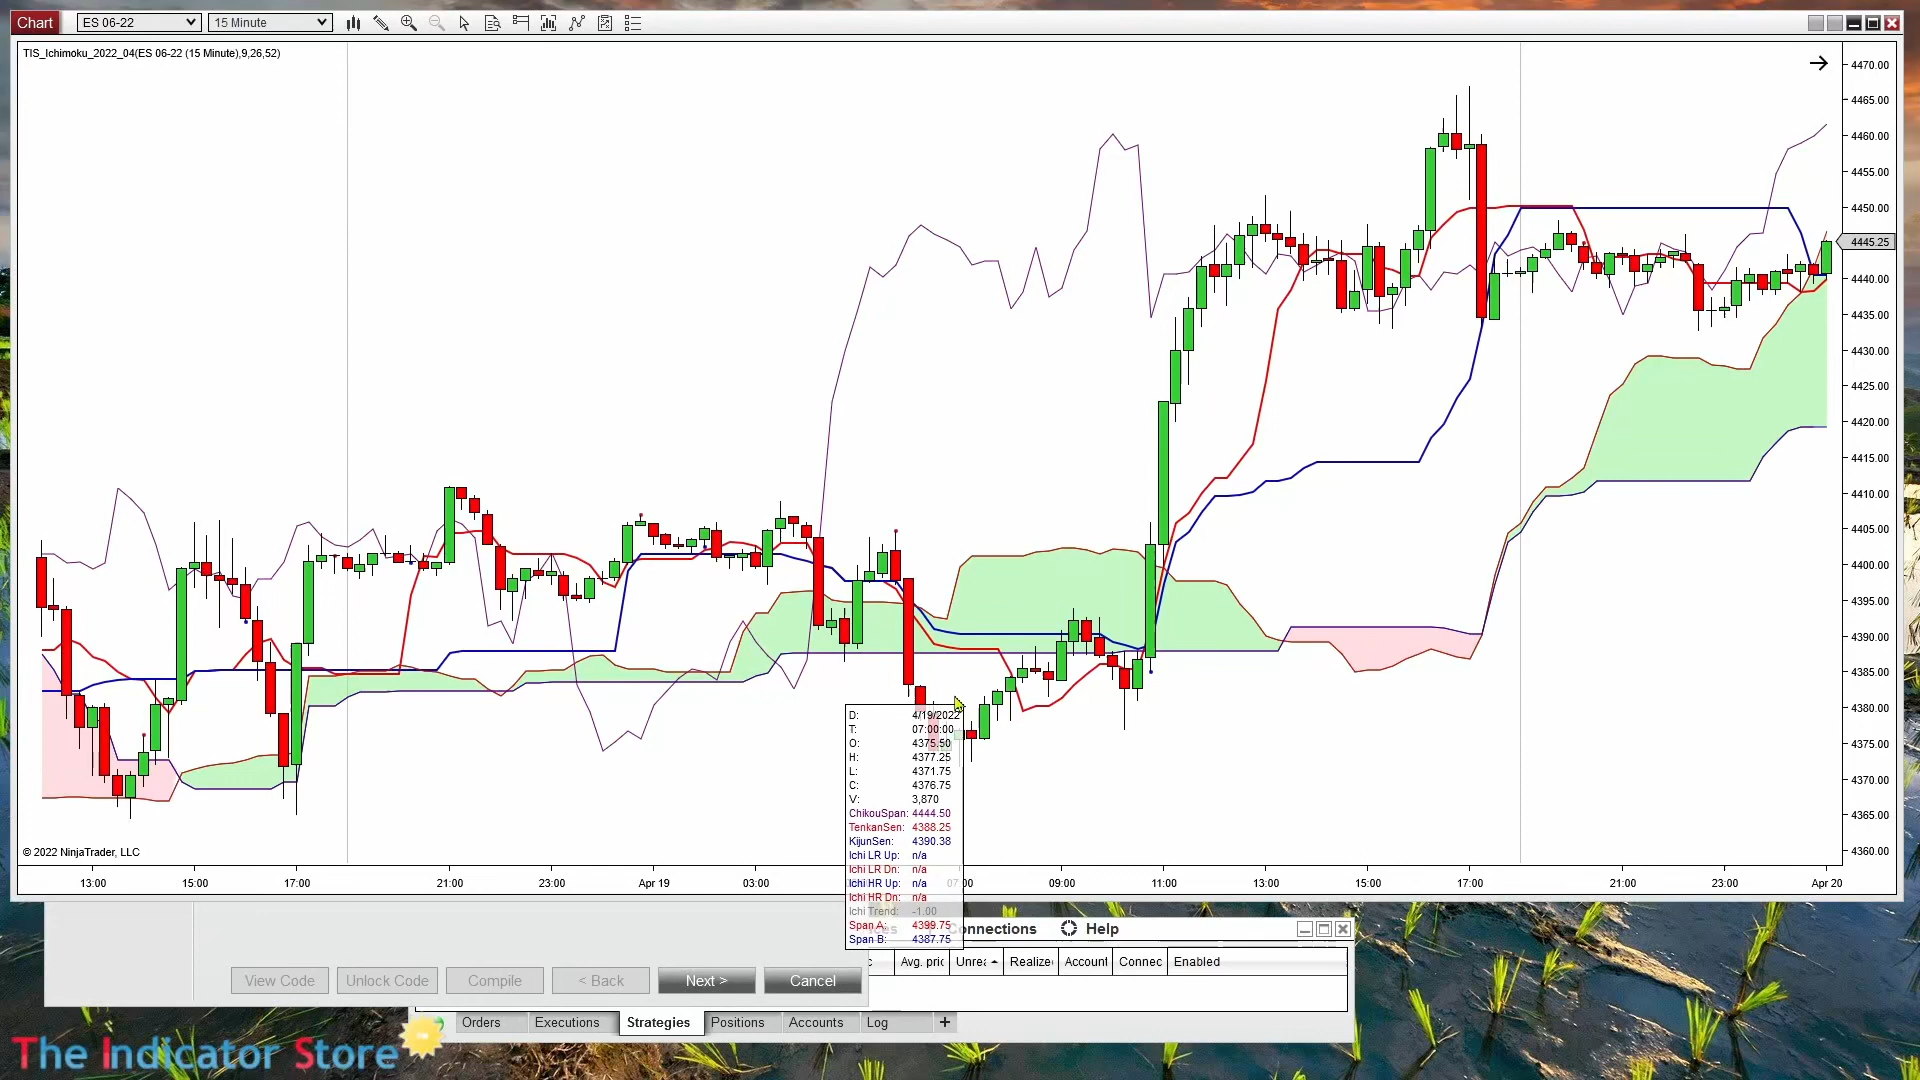 Chart
ES 06-22
15 Minute
TIS_Ichimoku_2022_04(ES 06-22 (15 Minute),9,26,52)
4470.00
4465.00
4460.00
4455.00
4450.00
4445.25
4440.00
4435.00
4430.00
4425.00
4420.00
4415.00
4410.00
4405.00
4400.00
4395.00
4390.00
4385.00
4380.00
4375.00
4370.00
4365.00
4360.00
D: 4/19/2022
T: 07:00:00
O: 4375.50
H: 4377.25
L: 4371.75
C: 4376.75
V: 3,870
ChikouSpan: 4444.50
TenkanSen: 4388.25
KijunSen: 4390.38
Ichi LR Up: n/a
Ichi LR Dn: n/a
Ichi HR Up: n/a
Ichi HR Dn: n/a
Ichi Trend: -1.00
Span A: 4399.75
Span B: 4387.75
© 2022 NinjaTrader, LLC
13:00 15:00 17:00 21:00 23:00 Apr 19 03:00 07:00 09:00 11:00 13:00 15:00 17:00 21:00 23:00 Apr 20
Connections Help
Avg. pric Unrea Realize Account Connec Enabled
View Code Unlock Code Compile < Back Next > Cancel
Orders Executions Strategies Positions Accounts Log +
The Indicator Store